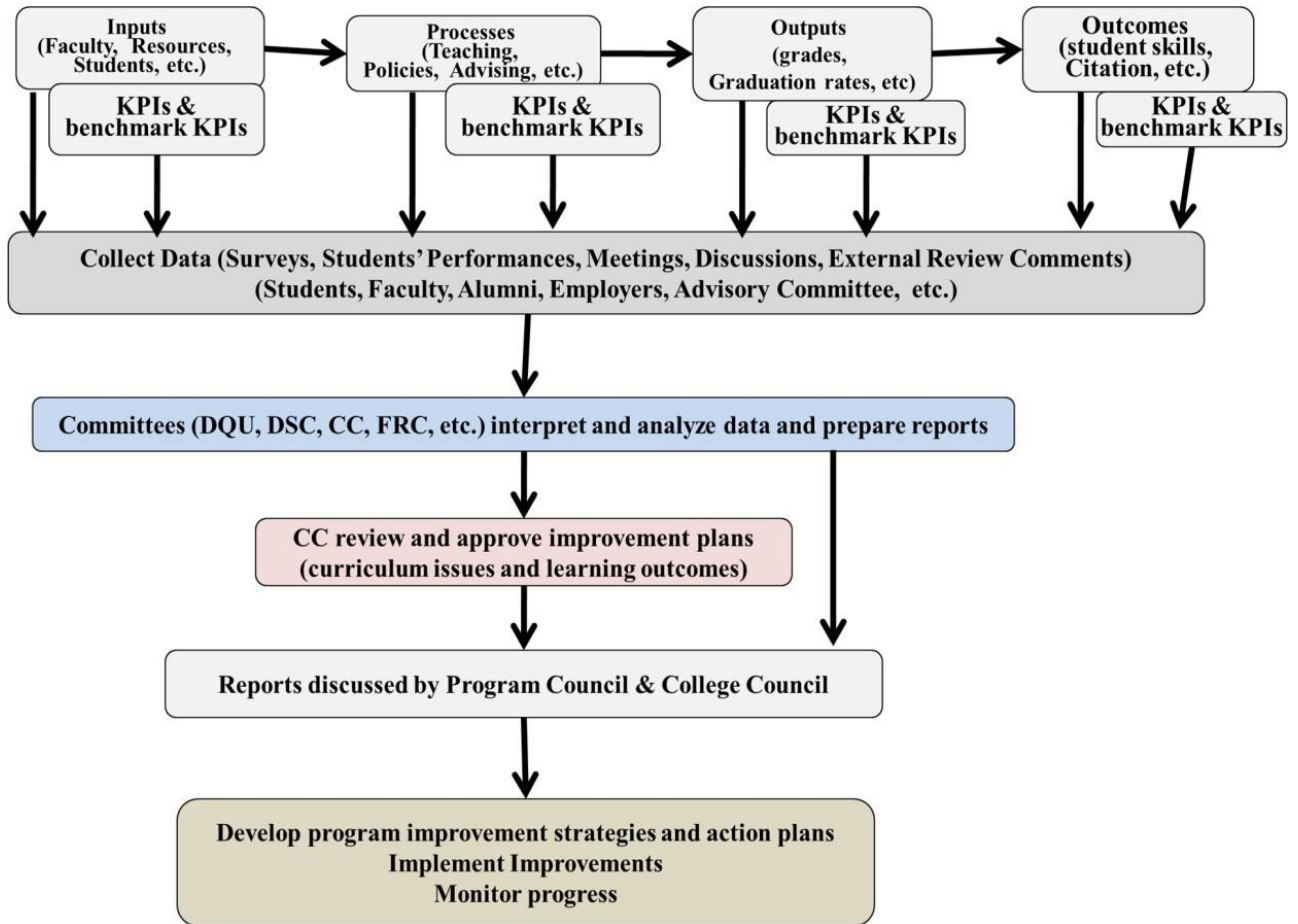 Inputs
(Faculty, Resources,
Students, etc.)
KPIs &
benchmark KPIs
Processes
(Teaching,
Policies, Advising, etc.)
KPIs &
benchmark KPIs
Outputs
(grades,
Graduation rates, etc)
KPIs &
benchmark KPIs
Outcomes
(student skills,
Citation, etc.)
KPIs &
benchmark KPIs
Collect Data (Surveys, Students’ Performances, Meetings, Discussions, External Review Comments)
(Students, Faculty, Alumni, Employers, Advisory Committee, etc.)
Committees (DQU, DSC, CC, FRC, etc.) interpret and analyze data and prepare reports
CC review and approve improvement plans
(curriculum issues and learning outcomes)
Reports discussed by Program Council & College Council
Develop program improvement strategies and action plans
Implement Improvements
Monitor progress